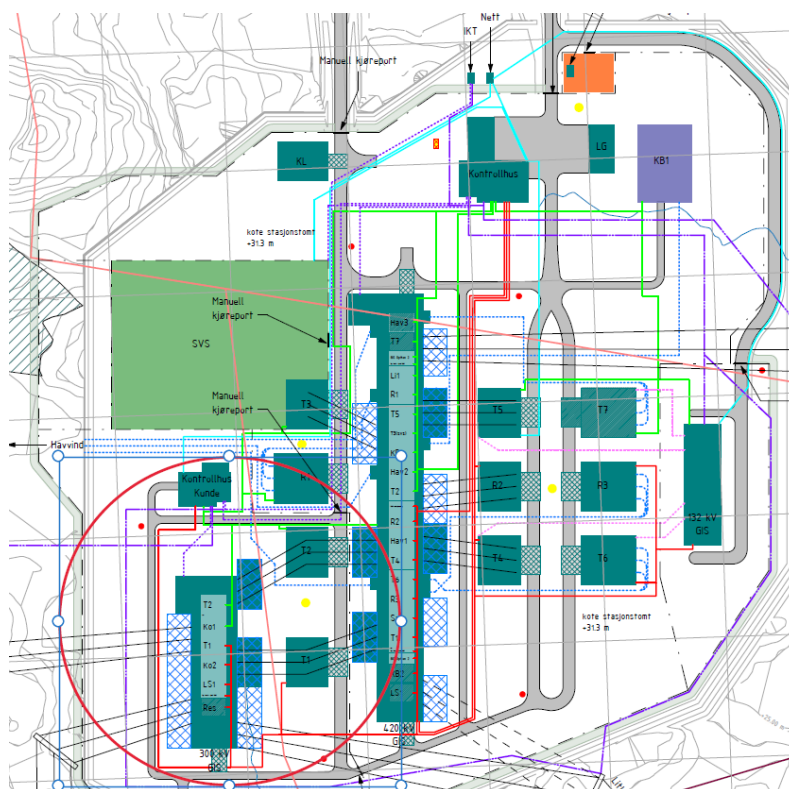 Nett
IKT
Manuell kjøreport
KL
LG
KB1
Kontrollhus
kote stasjonstomt
+31.3 m
Manuell
kjøreport
SVS
Hav3
T7
LI1
R1
T5
T3
Manuell
kjøreport
T5
T7
Havvind
Hav2
T2
Kontrollhus
Kunde
R2
R3
132 kV
GIS
R2
Hav1
T4
T2
T4
T6
R3
T2
Ko1
T1
Ko2
LS1
Res
T1
T1
kote stasjonstomt
+31.3 m
LS1
420 kV
GIS
300 kV
GIS